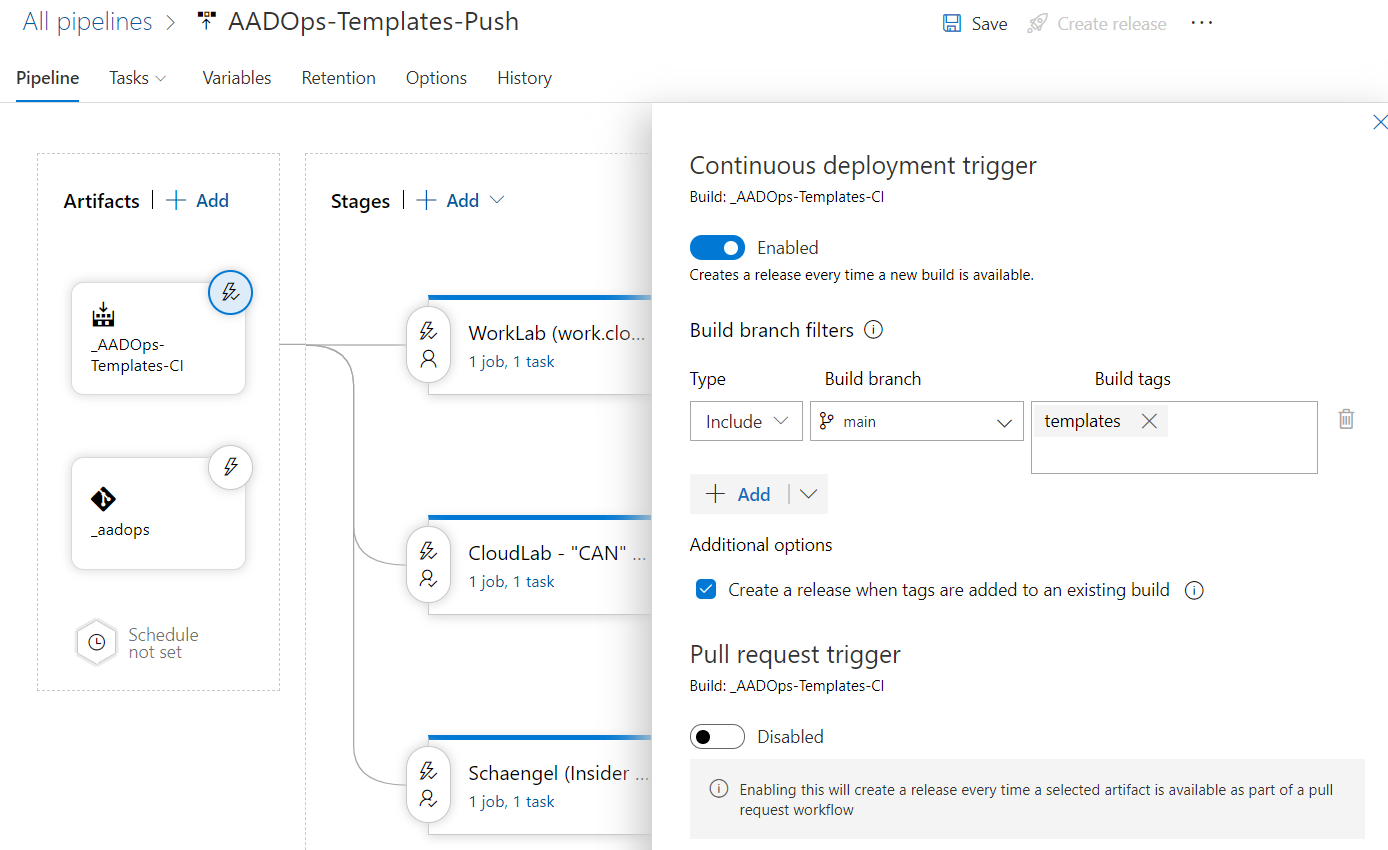 All pipelines > AADOps-Templates-Push
Save Create release ...
Pipeline Tasks Variables Retention Options History
Artifacts | + Add
_AADOps-
Templates-CI
_aadops
Schedule
not set
Stages | + Add
WorkLab (work.clo...
1 job, 1 task
CloudLab - "CAN" ...
1 job, 1 task
Schaengel (Insider ...
1 job, 1 task
Continuous deployment trigger
Build: _AADOps-Templates-CI
Enabled
Creates a release every time a new build is available.
Build branch filters
Type Build branch Build tags
Include main templates
+ Add
Additional options
Create a release when tags are added to an existing build
Pull request trigger
Build: _AADOps-Templates-CI
Disabled
Enabling this will create a release every time a selected artifact is available as part of a pull
request workflow